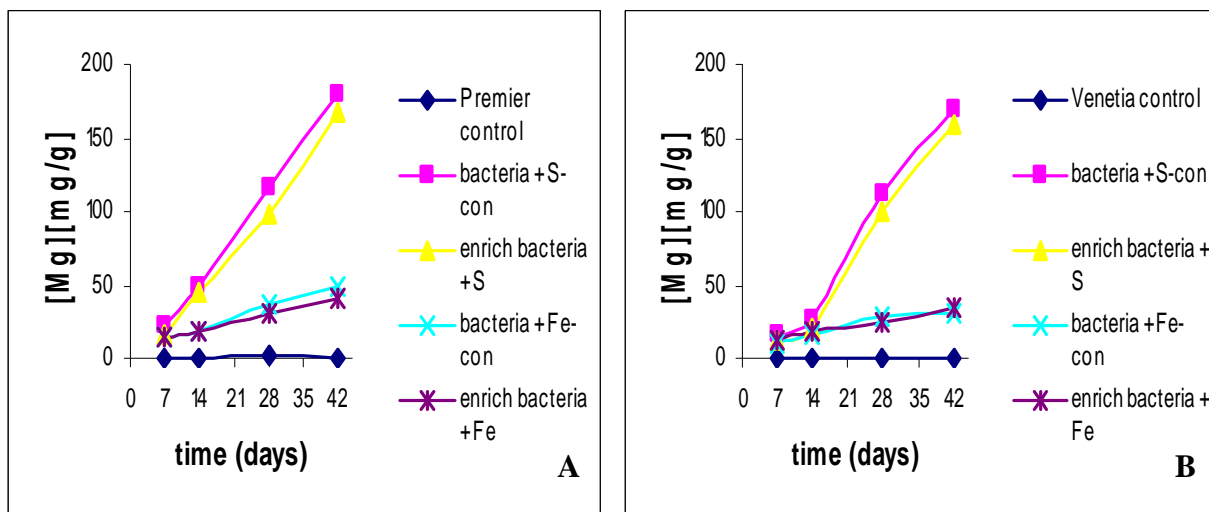 200
150
100
50
0
[Mg][mg/g]
0 7 14 21 28 35 42
time (days)
Premier
control
bacteria +S-
con
enrich bacteria
+S
bacteria +Fe-
con
enrich bacteria
+Fe
A
200
150
100
50
0
[Mg][mg/g]
0 7 14 21 28 35 42
time (days)
Venetia control
bacteria +S-con
enrich bacteria +
S
bacteria +Fe-
con
enrich bacteria +
Fe
B